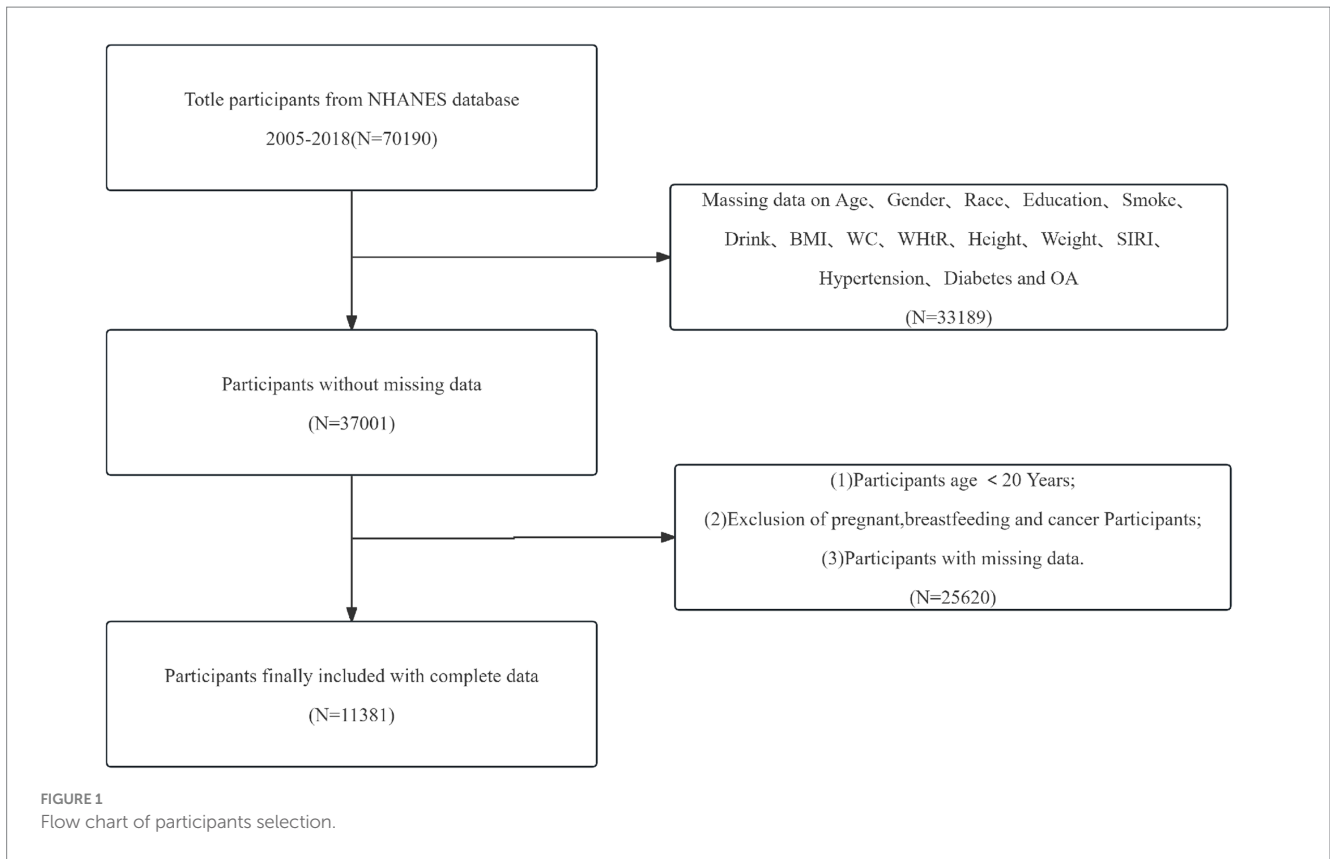 Totle participants from NHANES database
2005-2018(N=70190)
Massing data on Age、Gender、Race、Education、Smoke、
Drink、BMI、WC、WHtR、Height、Weight、SIRI、
Hypertension、Diabetes and OA
(N=33189)
Participants without missing data
(N=37001)
(1)Participants age < 20 Years;
(2)Exclusion of pregnant,breastfeeding and cancer Participants;
(3)Participants with missing data.
(N=25620)
Participants finally included with complete data
(N=11381)
FIGURE 1
Flow chart of participants selection.